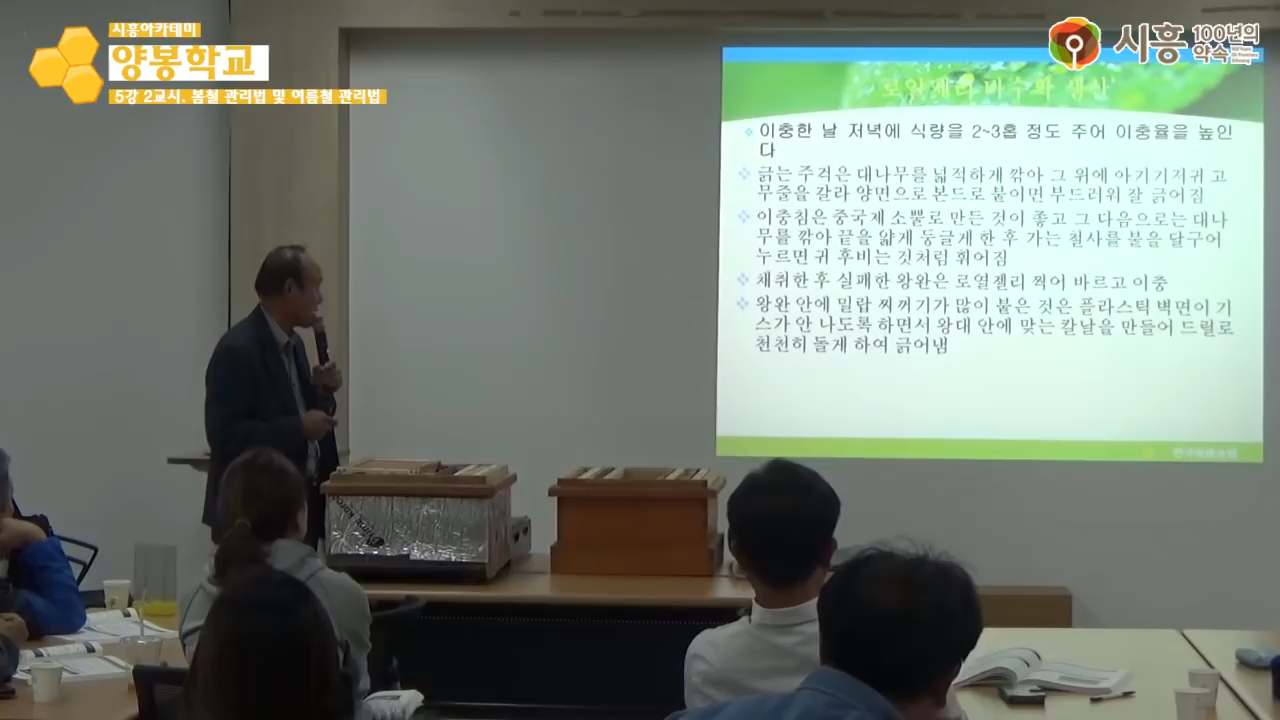 시흥아카데미
양봉학교
5강 2교시. 봄철 관리법 및 여름철 관리법
시흥 100년의
약속
로얄제리 다수확 생산
이충한 날 저녁에 식량을 2~3홉 정도 주어 이충율을 높인
다
긁는 주걱은 대나무를 넓적하게 깎아 그 위에 아기기저귀 고
무줄을 갈라 양면으로 본드로 붙이면 부드러워 잘 긁어짐
이충침은 중국제 소뿔로 만든 것이 좋고 그 다음으로는 대나
무를 깎아 끝을 얇게 둥글게 한 후 가는 철사를 불을 달구어
누르면 귀 후비는 것처럼 휘어짐
채취한 후 실패한 왕완은 로열젤리 찍어 바르고 이충
왕완 안에 밀랍 찌꺼기가 많이 붙은 것은 플라스틱 벽면이 기
스가 안 나도록 하면서 왕대 안에 맞는 칼날을 만들어 드릴로
천천히 돌게 하여 긁어냄